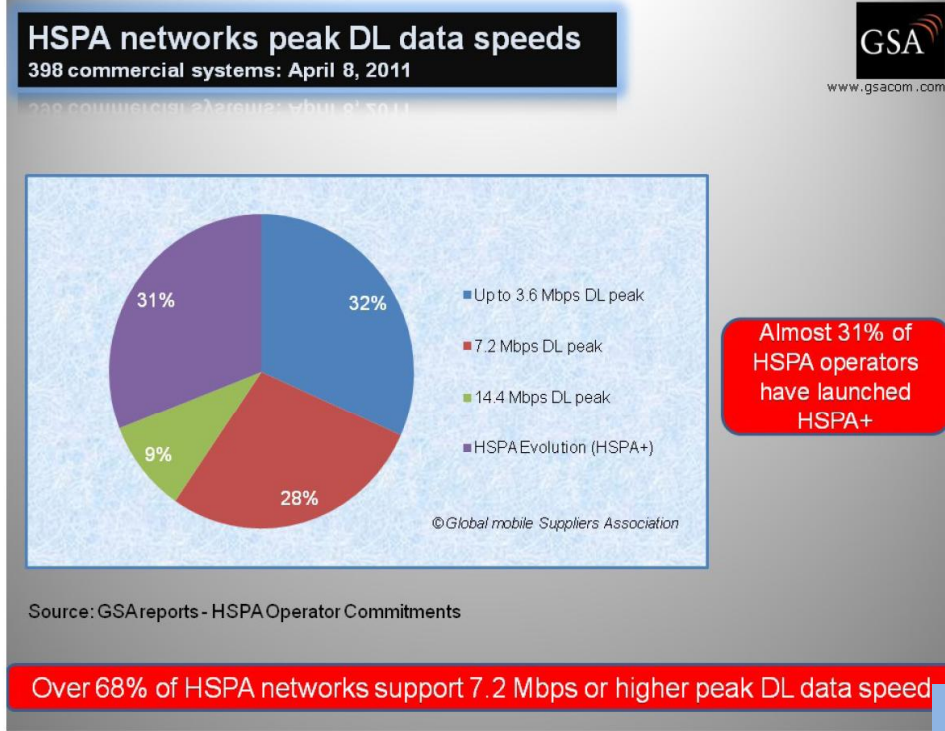 HSPA networks peak DL data speeds
398 commercial systems: April 8, 2011
GSA
www.gsacom.com
31%
32%
9%
28%
Up to 3.6 Mbps DL peak
7.2 Mbps DL peak
14.4 Mbps DL peak
HSPA Evolution (HSPA+)
©Global mobile Suppliers Association
Almost 31% of
HSPA operators
have launched
HSPA+
Source: GSA reports - HSPA Operator Commitments
Over 68% of HSPA networks support 7.2 Mbps or higher peak DL data speed